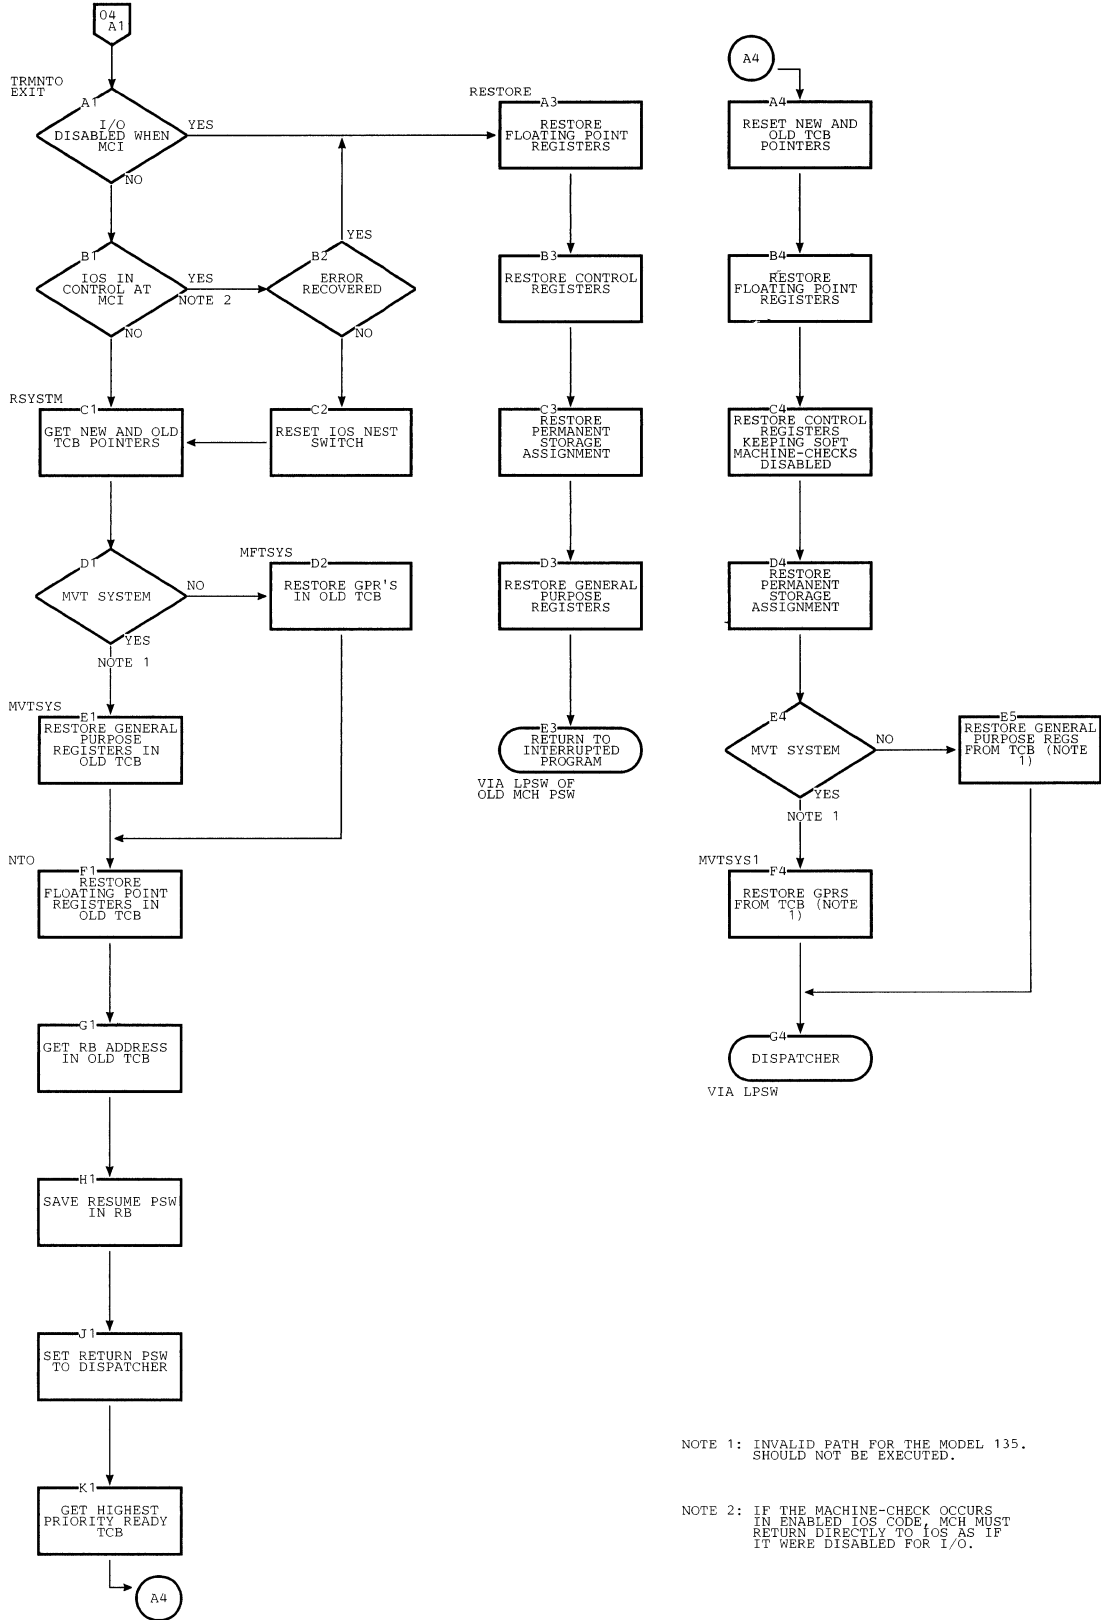 04
A1
TRMNTO
EXIT
A1
I/O
DISABLED WHEN
MCI
YES
NO
B1
IOS IN
CONTROL AT
MCI
YES
NOTE 2
NO
B2
ERROR
RECOVERED
YES
NO
RSYSTM
C1
GET NEW AND OLD
TCB POINTERS
C2
RESET IOS NEST
SWITCH
D1
MVT SYSTEM
NO
YES
NOTE 1
MFTSYS
D2
RESTORE GPR'S
IN OLD TCB
MVTSYS
E1
RESTORE GENERAL
PURPOSE
REGISTERS IN
OLD TCB
NTO
F1
RESTORE
FLOATING POINT
REGISTERS IN
OLD TCB
G1
GET RB ADDRESS
IN OLD TCB
H1
SAVE RESUME PSW
IN RB
J1
SET RETURN PSW
TO DISPATCHER
K1
GET HIGHEST
PRIORITY READY
TCB
A4
RESTORE
A3
RESTORE
FLOATING POINT
REGISTERS
B3
RESTORE CONTROL
REGISTERS
C3
RESTORE
PERMANENT
STORAGE
ASSIGNMENT
D3
RESTORE GENERAL
PURPOSE
REGISTERS
E3
RETURN TO
INTERRUPTED
PROGRAM
VIA LPSW OF
OLD MCH PSW
A4
A4
RESET NEW AND
OLD TCB
POINTERS
B4
RESTORE
FLOATING POINT
REGISTERS
C4
RESTORE CONTROL
REGISTERS
KEEPING SOFT
MACHINE-CHECKS
DISABLED
D4
RESTORE
PERMANENT
STORAGE
ASSIGNMENT
E4
MVT SYSTEM
NO
YES
NOTE 1
E5
RESTORE GENERAL
PURPOSE REGS
FROM TCB (NOTE
1)
MVTSYS1
F4
RESTORE GPRS
FROM TCB (NOTE
1)
G4
DISPATCHER
VIA LPSW
NOTE 1: INVALID PATH FOR THE MODEL 135.
SHOULD NOT BE EXECUTED.
NOTE 2: IF THE MACHINE-CHECK OCCURS
IN ENABLED IOS CODE, MCH MUST
RETURN DIRECTLY TO IOS AS IF
IT WERE DISABLED FOR I/O.